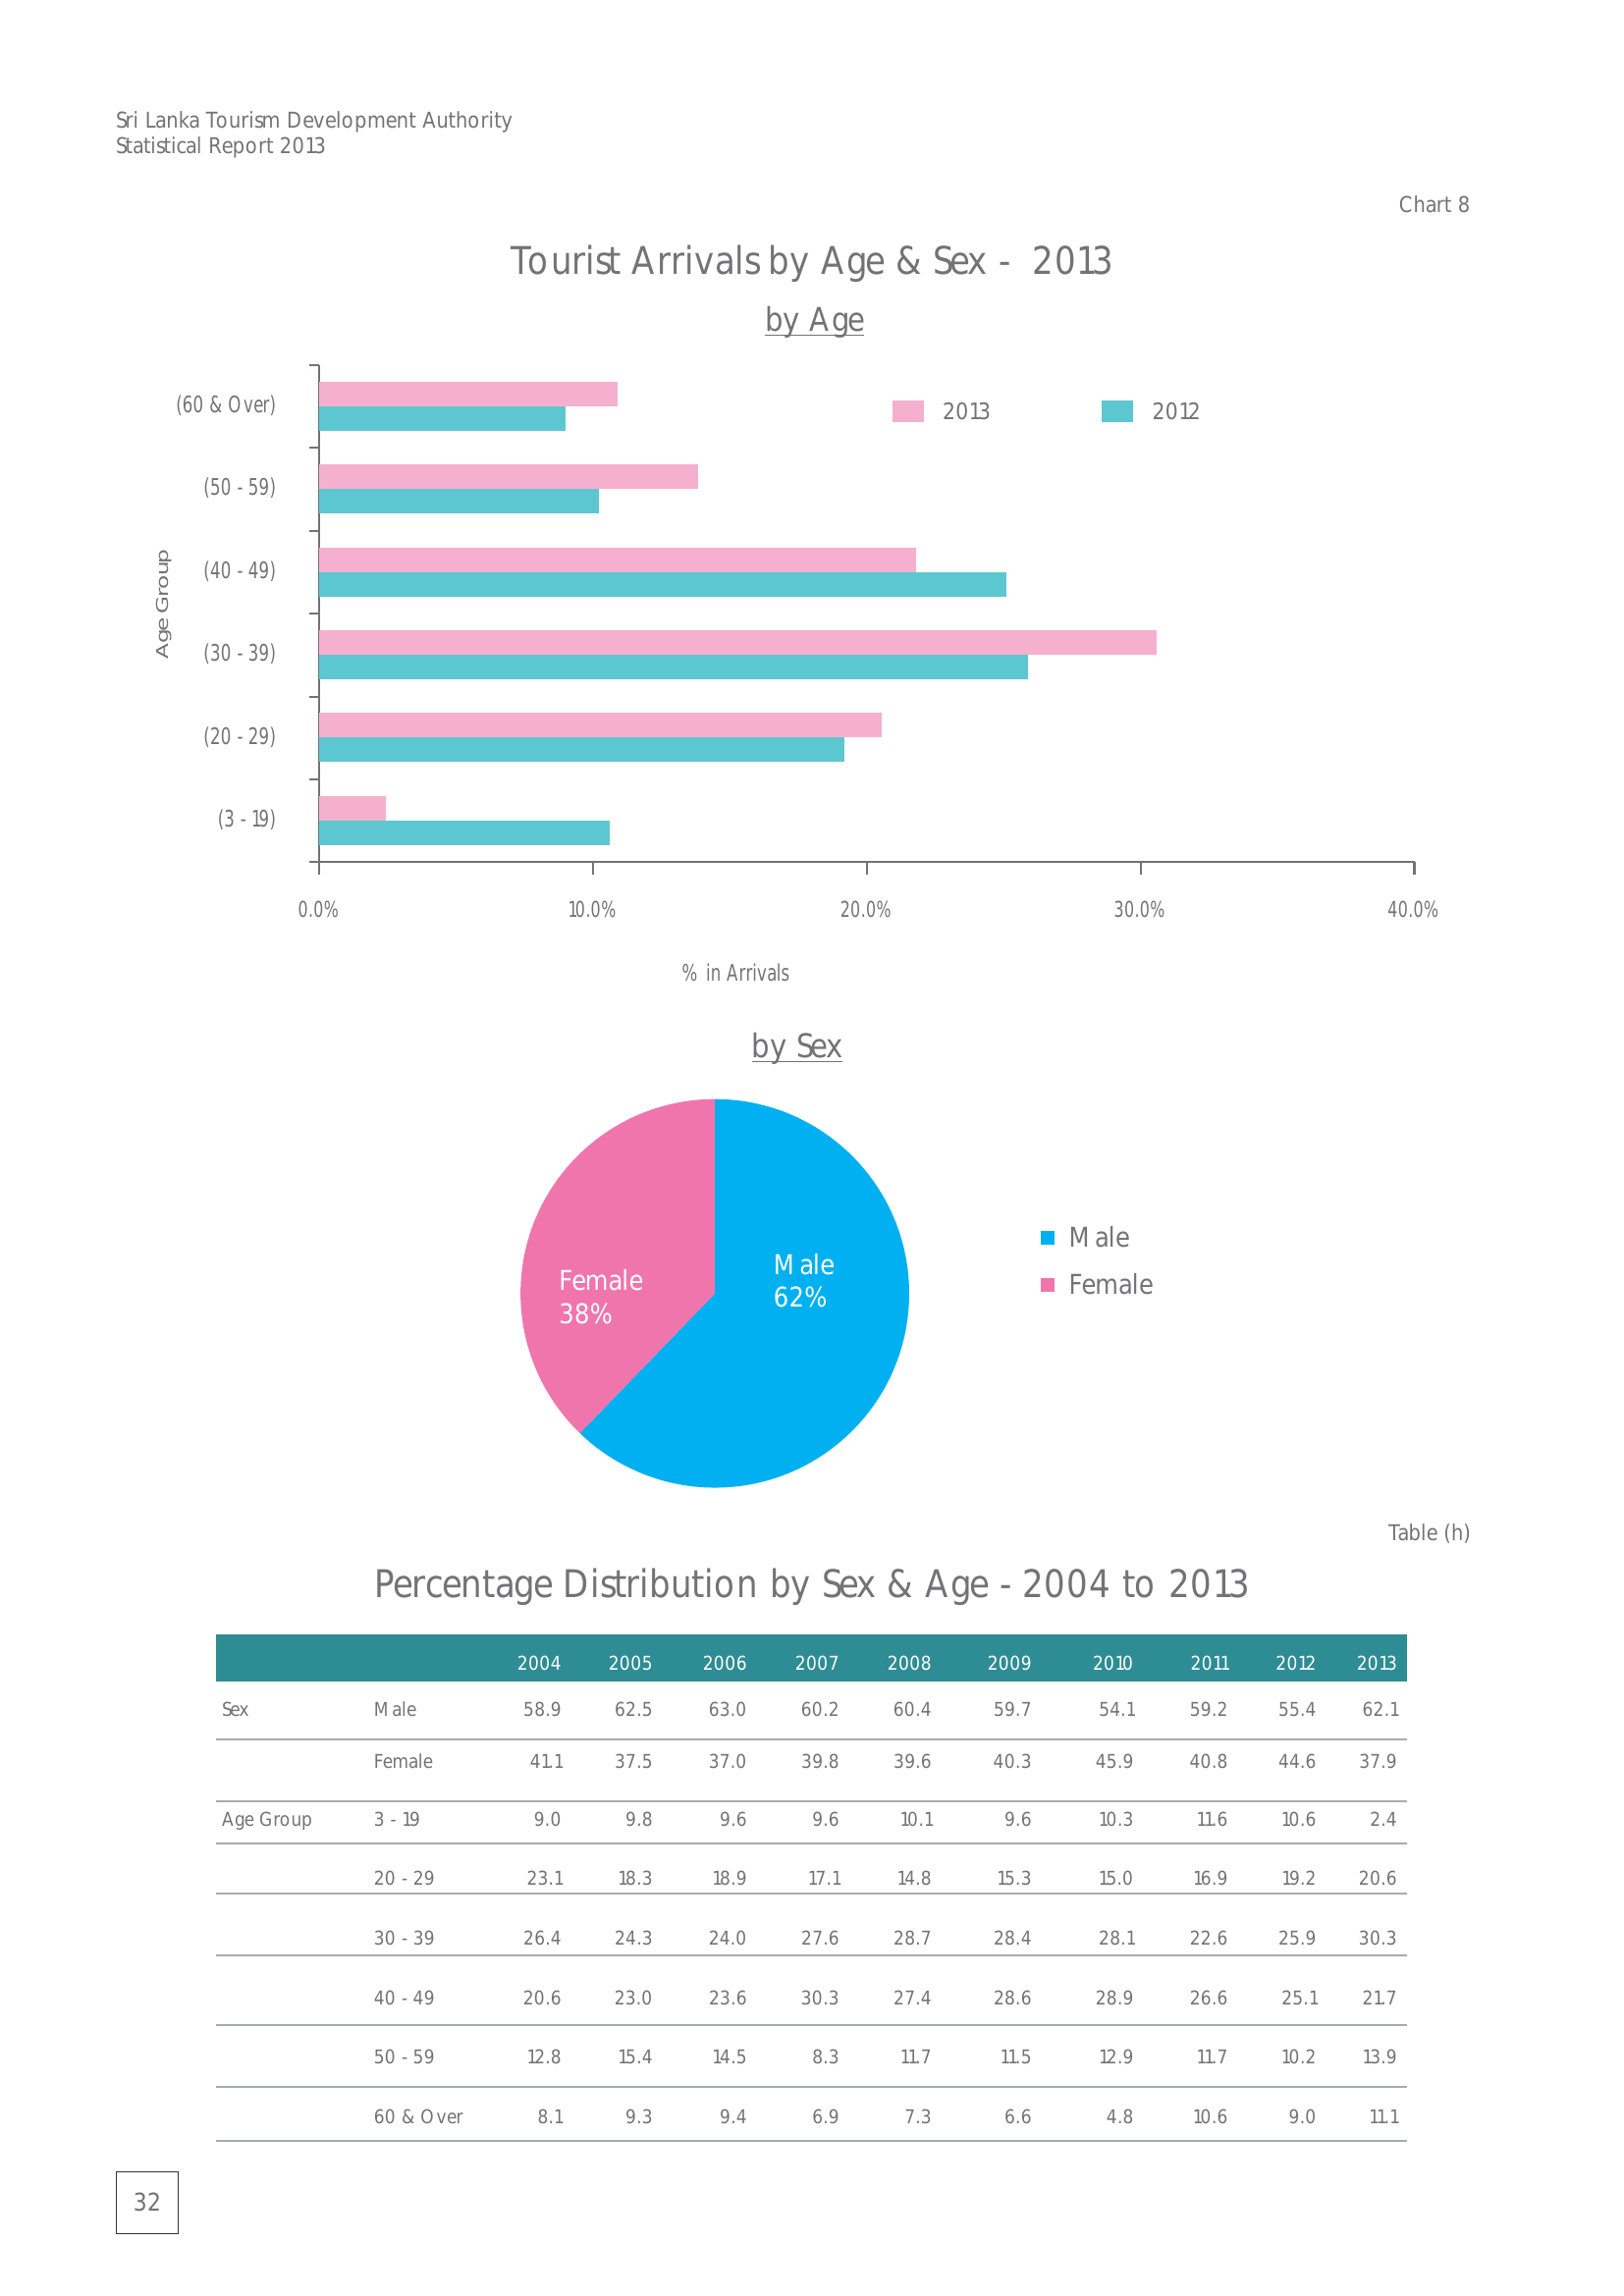 Sri Lanka Tourism Development Authority
Statistical Report 2013
Chart 8
Tourist Arrivals by Age & Sex - 2013
by Age
2013 2012
Age Group
(60 & Over)
(50 - 59)
(40 - 49)
(30 - 39)
(20 - 29)
(3 - 19)
0.0% 10.0% 20.0% 30.0% 40.0%
% in Arrivals
by Sex
Male
62%
Female
38%
Male
Female
Table (h)
Percentage Distribution by Sex & Age - 2004 to 2013
2004 2005 2006 2007 2008 2009 2010 2011 2012 2013
Sex Male 58.9 62.5 63.0 60.2 60.4 59.7 54.1 59.2 55.4 62.1
Female 41.1 37.5 37.0 39.8 39.6 40.3 45.9 40.8 44.6 37.9
Age Group 3 - 19 9.0 9.8 9.6 9.6 10.1 9.6 10.3 11.6 10.6 2.4
20 - 29 23.1 18.3 18.9 17.1 14.8 15.3 15.0 16.9 19.2 20.6
30 - 39 26.4 24.3 24.0 27.6 28.7 28.4 28.1 22.6 25.9 30.3
40 - 49 20.6 23.0 23.6 30.3 27.4 28.6 28.9 26.6 25.1 21.7
50 - 59 12.8 15.4 14.5 8.3 11.7 11.5 12.9 11.7 10.2 13.9
60 & Over 8.1 9.3 9.4 6.9 7.3 6.6 4.8 10.6 9.0 11.1
32